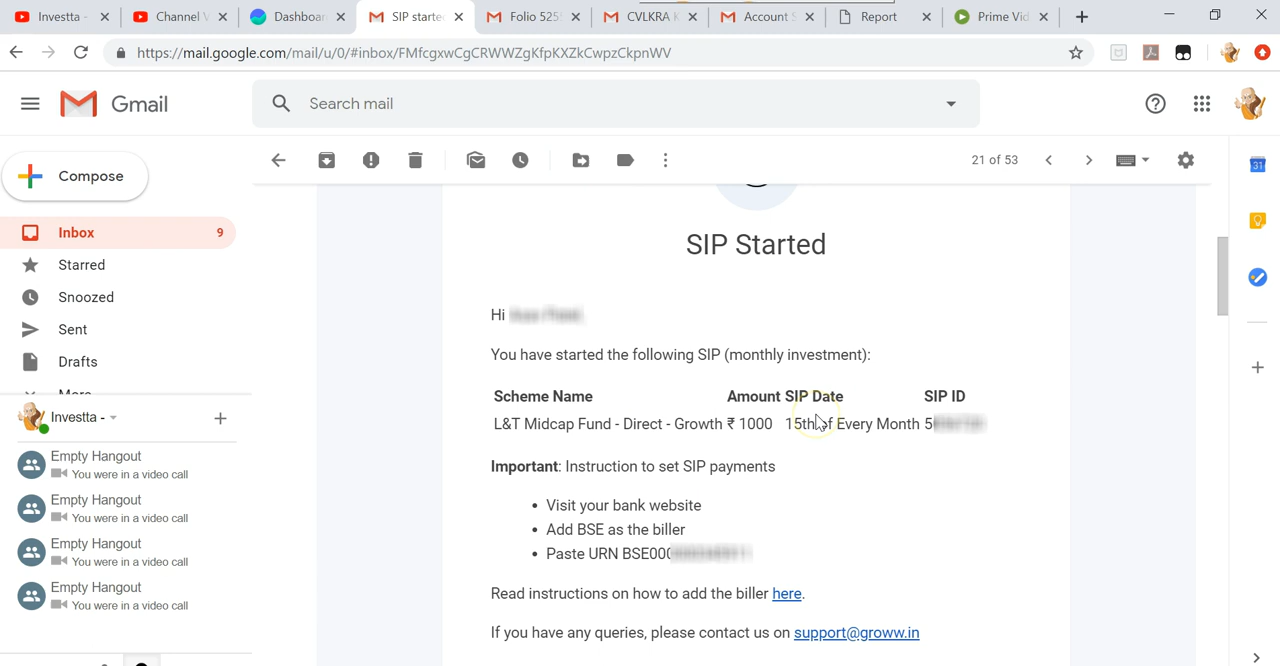 Investta -
Channel V
Dashboar
SIP starte
Folio 525
CVLKRA K
Account S
Report
Prime Vid
https://mail.google.com/mail/u/0/#inbox/FMfcgxwCgCRWWZgKfpKXZkCwpzCkpnWV
Gmail
Search mail
Compose
21 of 53
31
Inbox 9
Starred
Snoozed
Sent
Drafts
More
Investta -
Empty Hangout
You were in a video call
Empty Hangout
You were in a video call
Empty Hangout
You were in a video call
Empty Hangout
You were in a video call
SIP Started
Hi
You have started the following SIP (monthly investment):
Scheme Name Amount SIP Date SIP ID
L&T Midcap Fund - Direct - Growth ₹ 1000 15th of Every Month 5
Important: Instruction to set SIP payments
• Visit your bank website
• Add BSE as the biller
• Paste URN BSE000
Read instructions on how to add the biller here.
If you have any queries, please contact us on support@groww.in